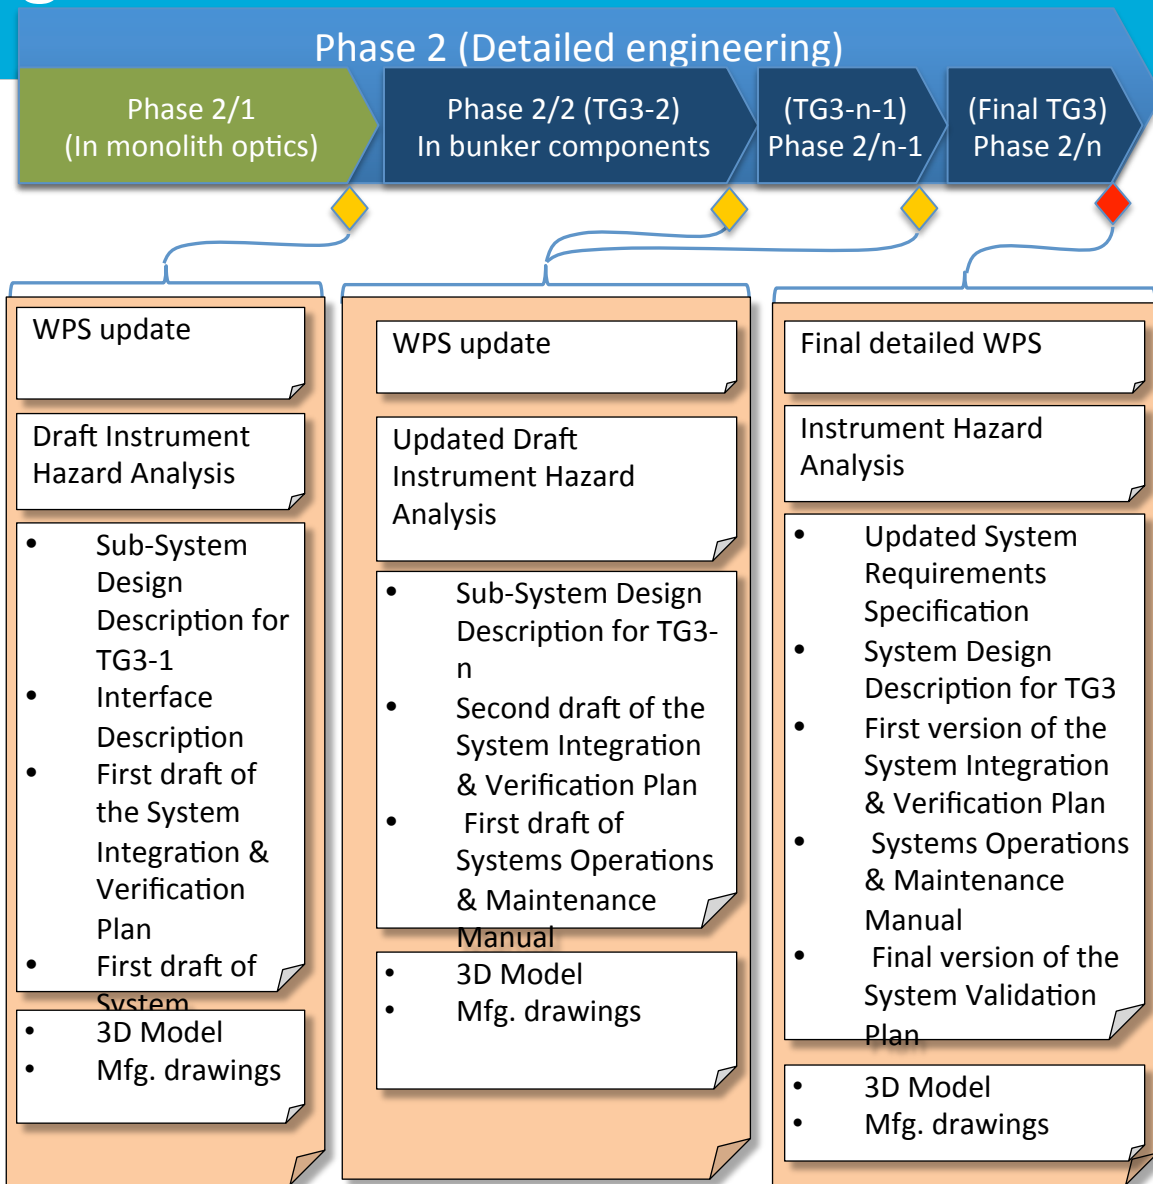 Phase 2 (Detailed engineering)
Phase 2/1
(In monolith optics)
Phase 2/2 (TG3-2)
In bunker components
(TG3-n-1)
Phase 2/n-1
(Final TG3)
Phase 2/n
WPS update
Draft Instrument
Hazard Analysis
• Sub-System
Design
Description for
TG3-1
• Interface
Description
• First draft of
the System
Integration &
Verification
Plan
• First draft of
System
• 3D Model
• Mfg. drawings
WPS update
Updated Draft
Instrument Hazard
Analysis
• Sub-System Design
Description for TG3-
n
• Second draft of the
System Integration
& Verification Plan
• First draft of
Systems Operations
& Maintenance
Manual
• 3D Model
• Mfg. drawings
Final detailed WPS
Instrument Hazard
Analysis
• Updated System
Requirements
Specification
• System Design
Description for TG3
• First version of the
System Integration
& Verification Plan
• Systems Operations
& Maintenance
Manual
• Final version of the
System Validation
Plan
• 3D Model
• Mfg. drawings